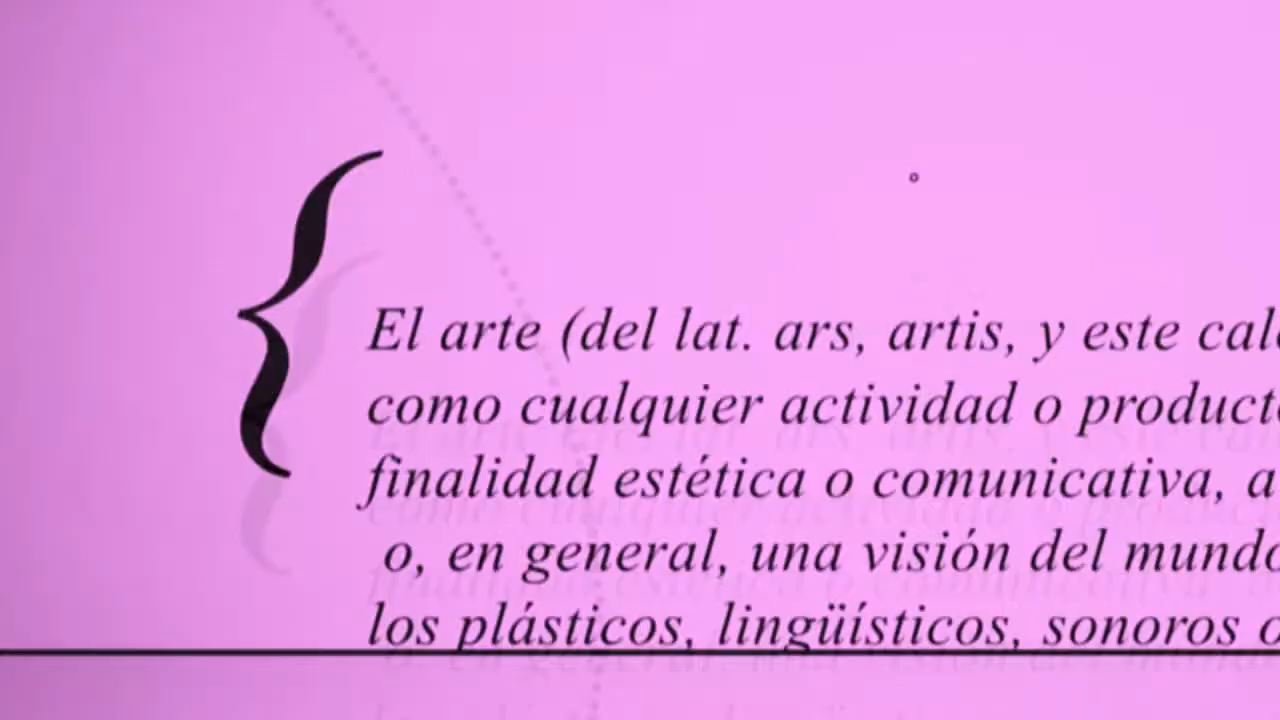 {
El arte (del lat. ars, artis, y este
como cualquier actividad o
finalidad estética o comunicativa,
o, en general, una visión del
los plásticos, lingüísticos, sonoros